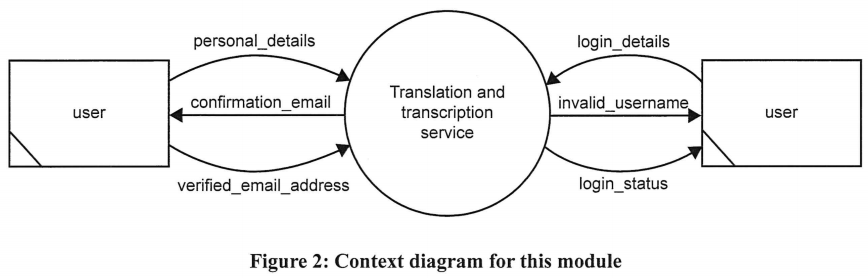 personal_details
login_details
user
confirmation_email
Translation and
transcription
service
invalid_username
user
verified_email_address
login_status
Figure 2: Context diagram for this module